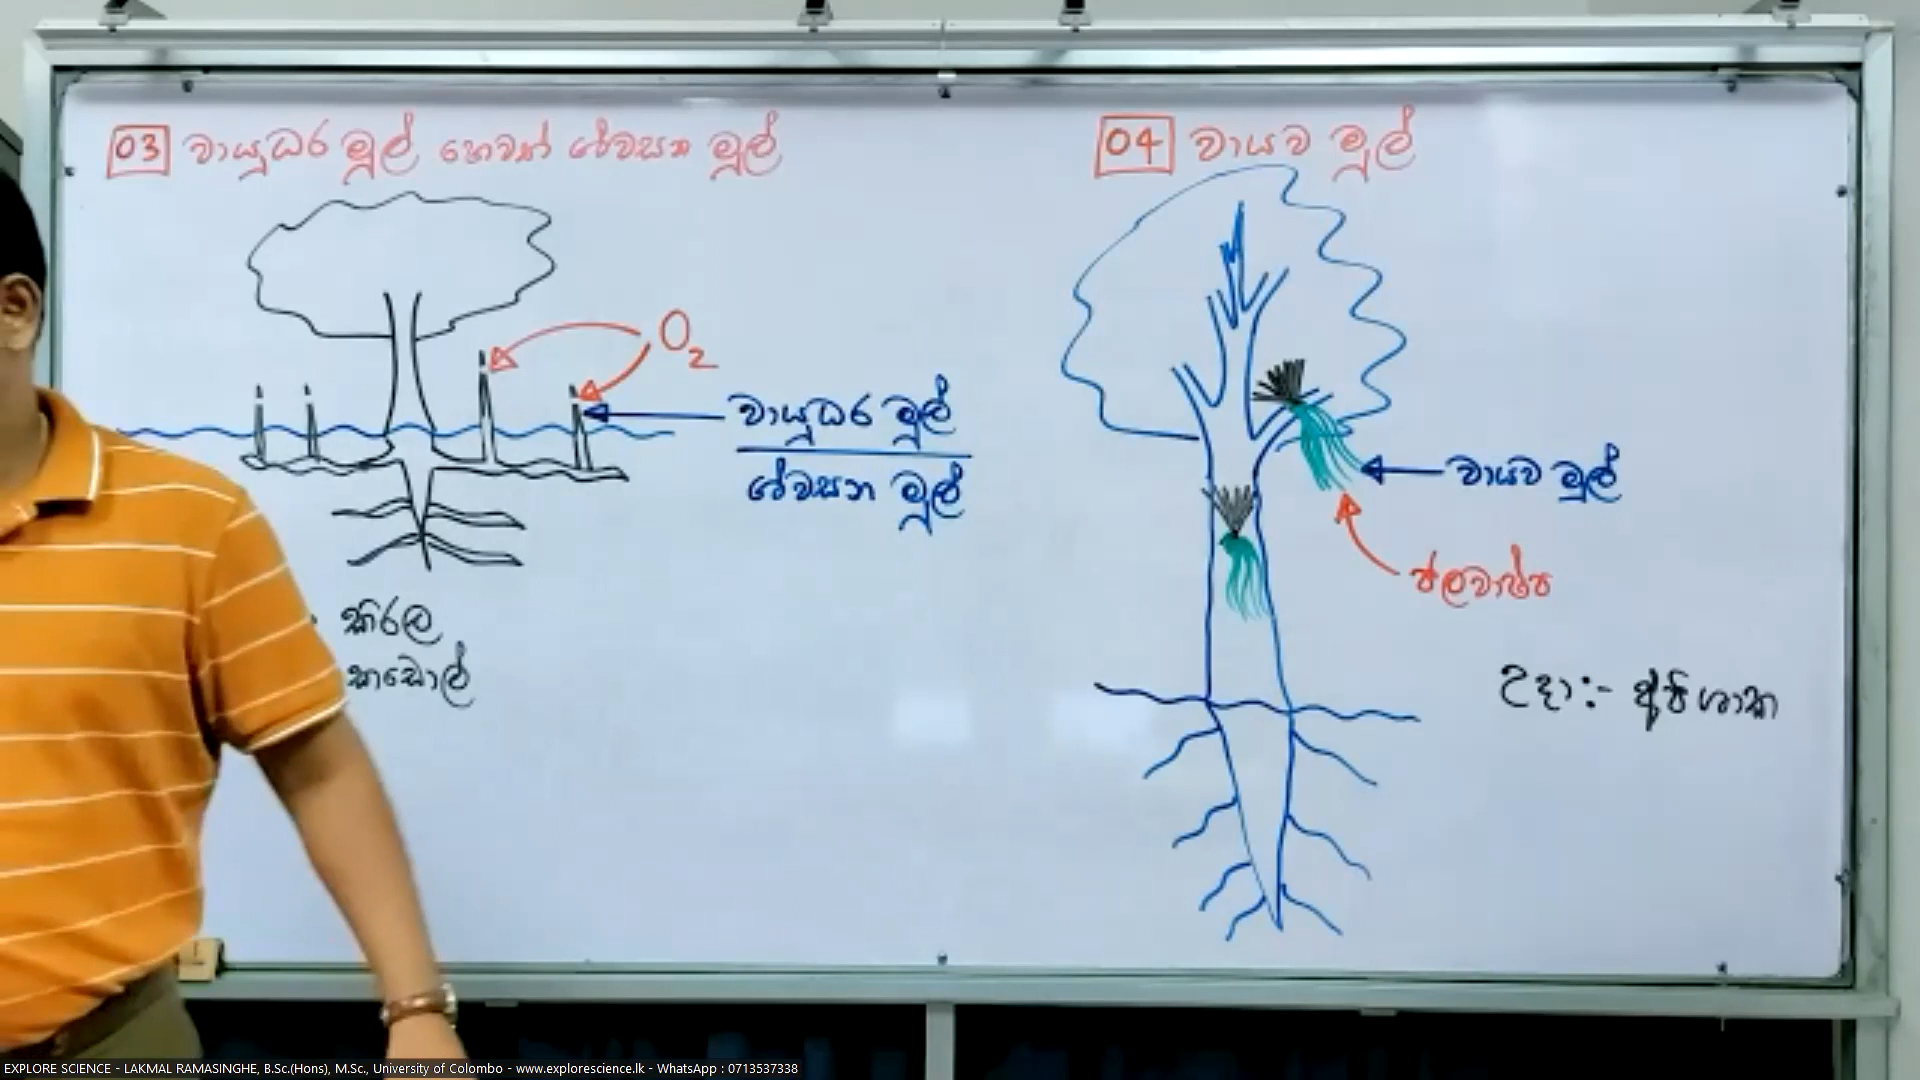 03 වායුධර මූල් හෙවත් ශ්වසන මූල්
O2
වායුධර මූල්
ශ්වසන මූල්
කිරල
කඩොල්
04 වායව මූල්
වායව මූල්
ජලවාෂ්ප
උදා:- අපිශාක
EXPLORE SCIENCE - LAKMAL RAMASINGHE, B.Sc.(Hons), M.Sc., University of Colombo - www.explorescience.lk - WhatsApp : 0713537338